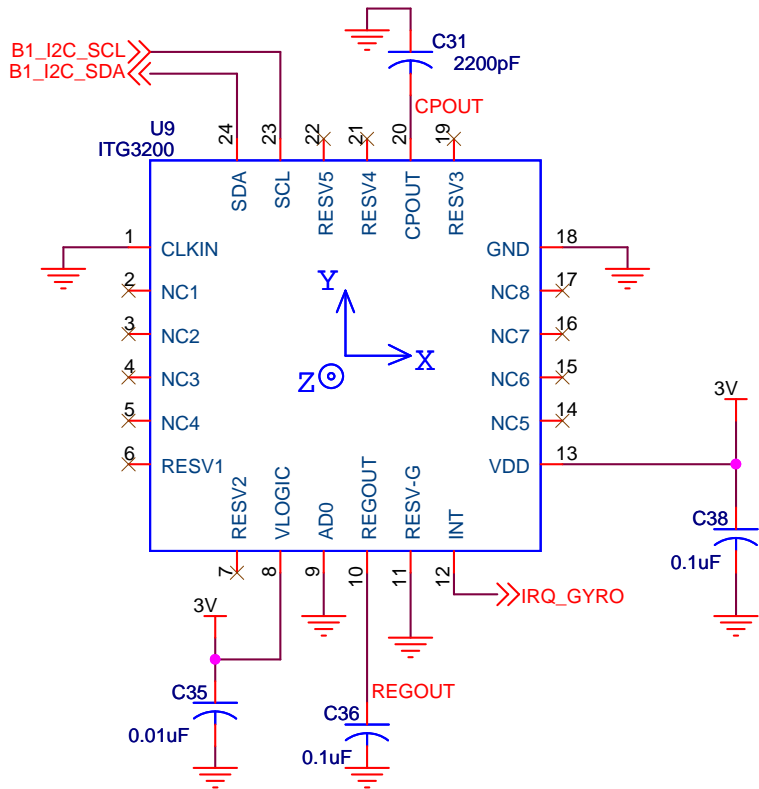 C31
2200pF
B1_I2C_SCL
B1_I2C_SDA
CPOUT
U9
ITG3200
24
23
22
21
20
19
SDA
SCL
RESV5
RESV4
CPOUT
RESV3
1
CLKIN
GND
18
2
NC1
NC8
17
3
NC2
NC7
16
4
NC3
NC6
15
5
NC4
NC5
14
6
RESV1
VDD
13
Y
X
Z
3V
C38
0.1uF
RESV2
VLOGIC
AD0
REGOUT
RESV-G
INT
7
8
9
10
11
12
IRQ_GYRO
3V
C35
0.01uF
REGOUT
C36
0.1uF